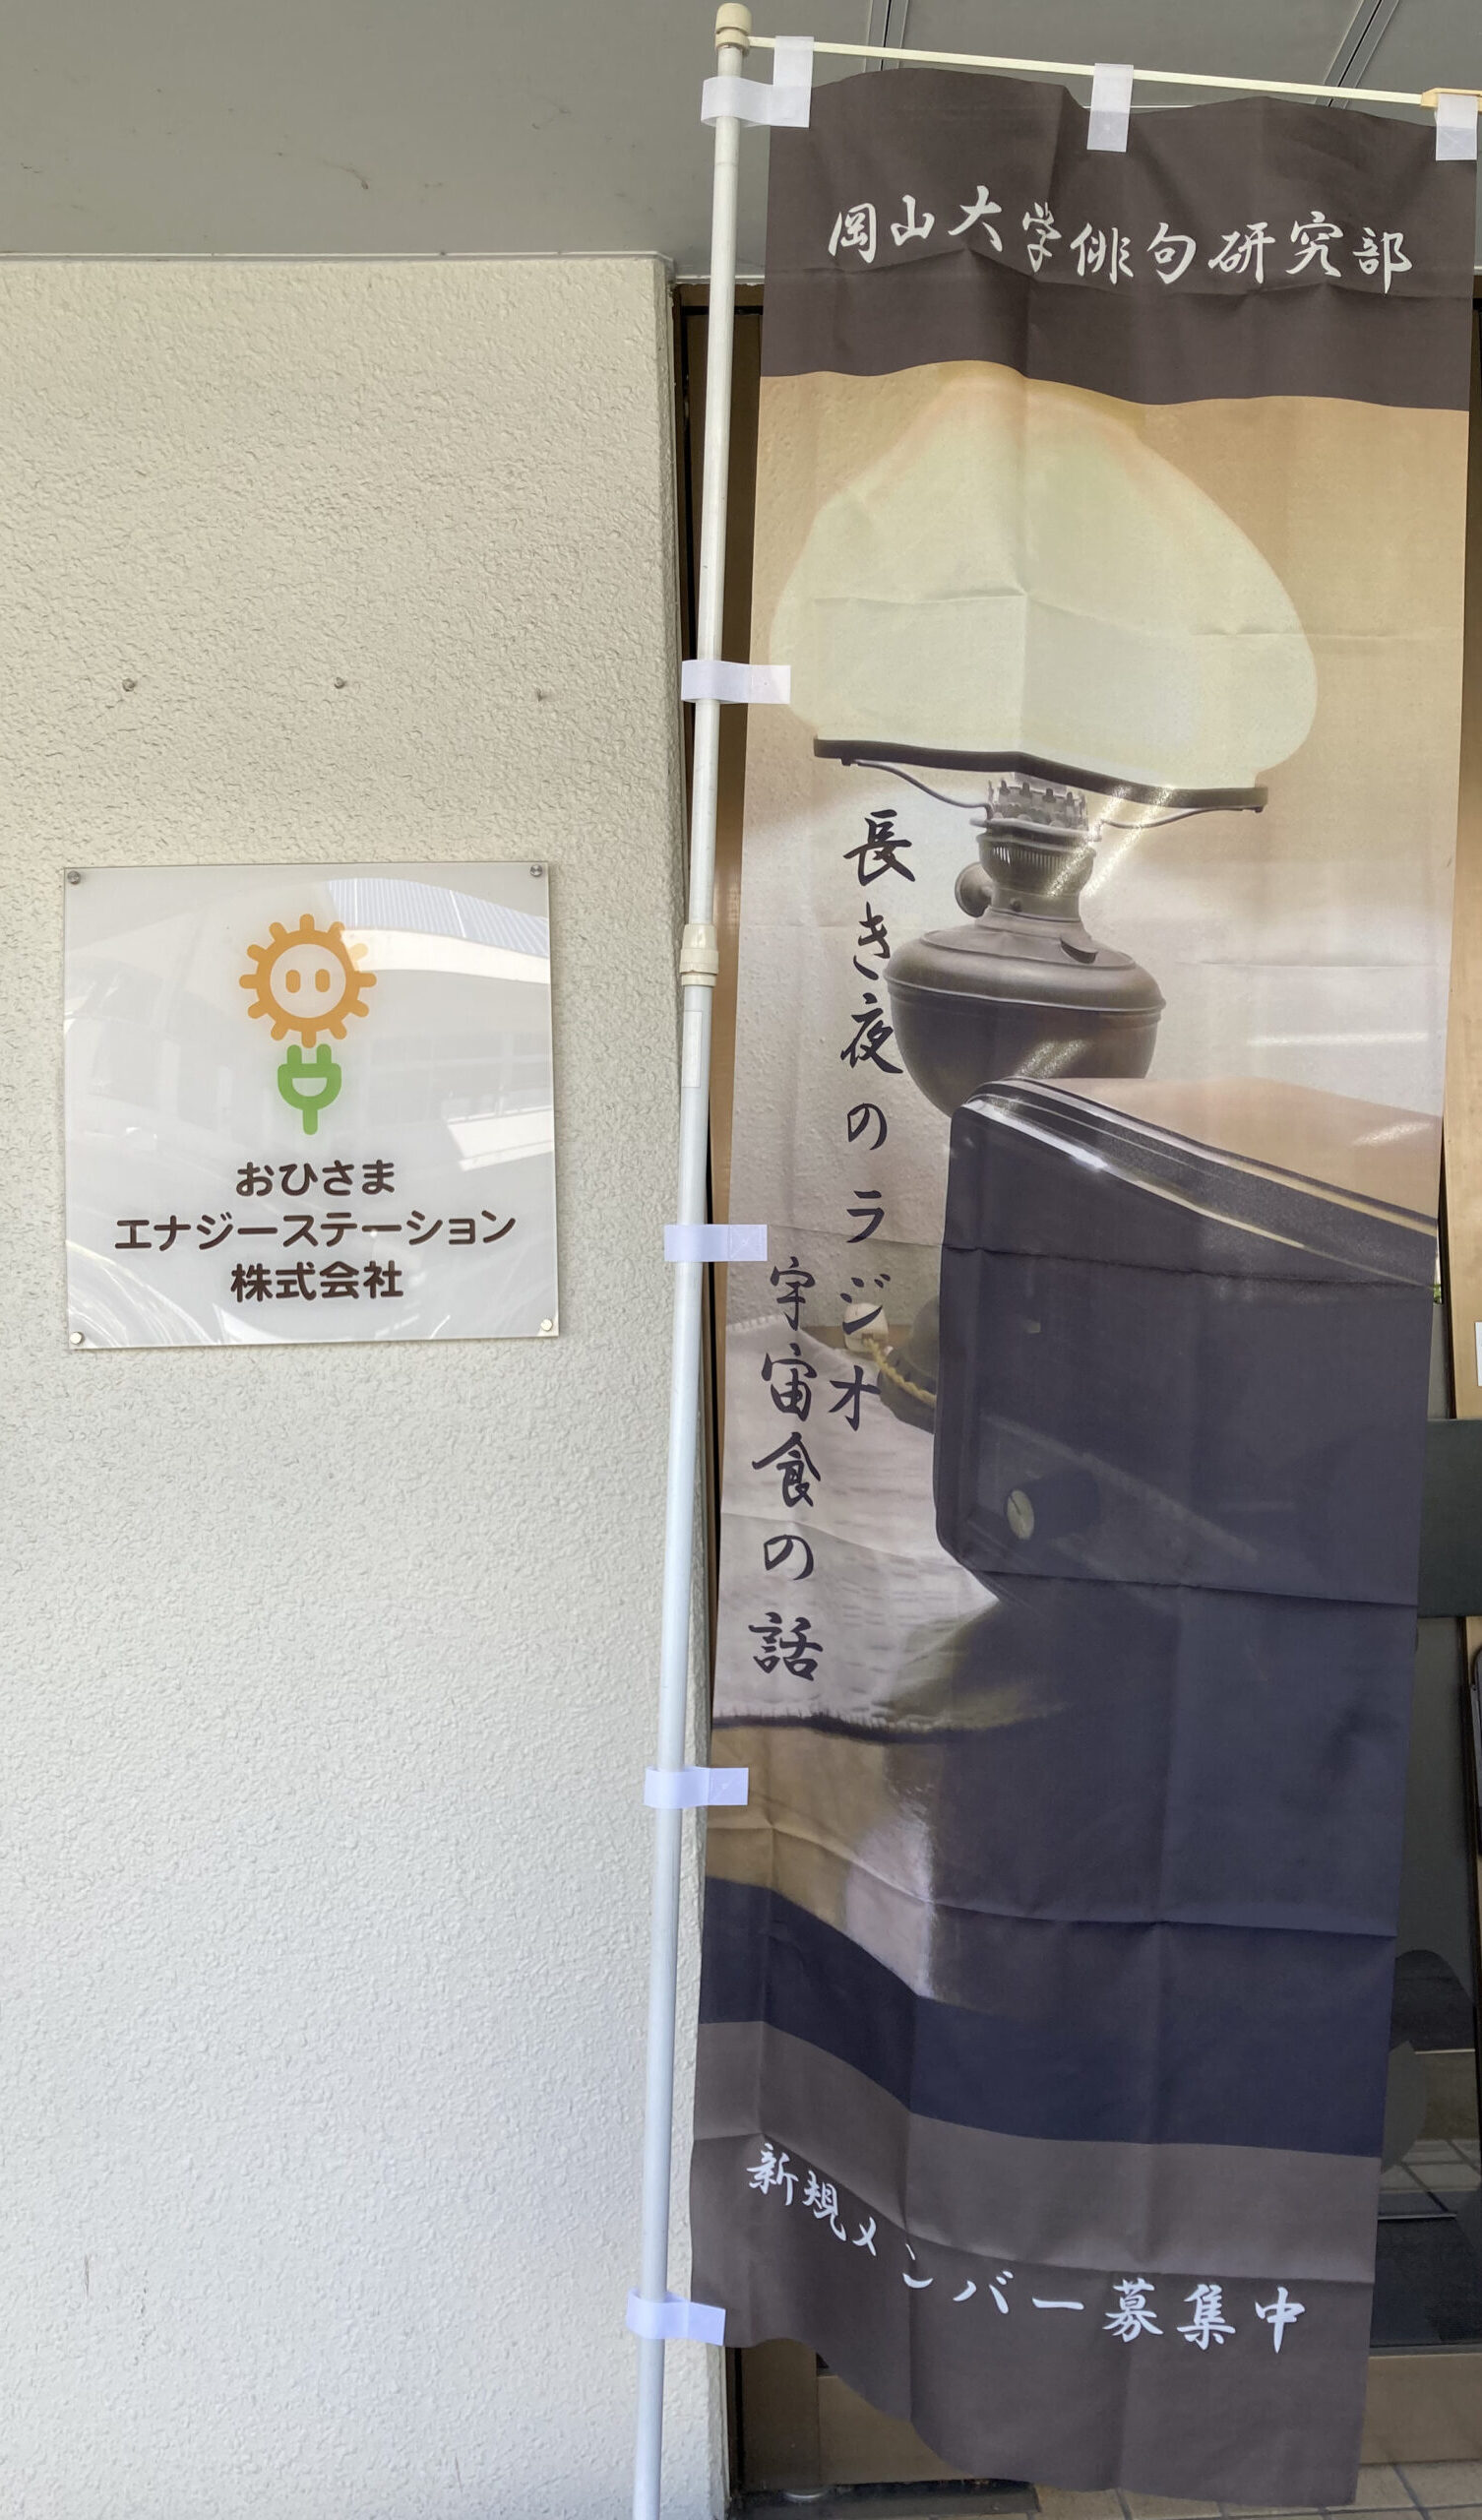 岡山大学俳句研究部
長き夜のラジオ
宇宙食の話
新規メンバー募集中
おひさま
エナジーステーション
株式会社